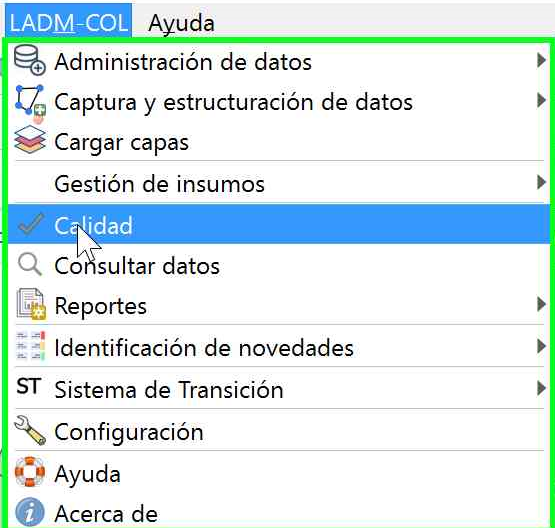 LADM-COL Ayuda
Administración de datos
Captura y estructuración de datos
Cargar capas
Gestión de insumos
Calidad
Consultar datos
Reportes
Identificación de novedades
ST Sistema de Transición
Configuración
Ayuda
Acerca de